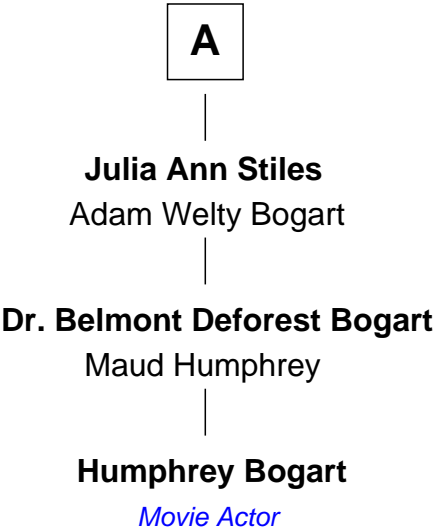 A
Julia Ann Stiles
Adam Welty Bogart
Dr. Belmont Deforest Bogart
Maud Humphrey
Humphrey Bogart
Movie Actor